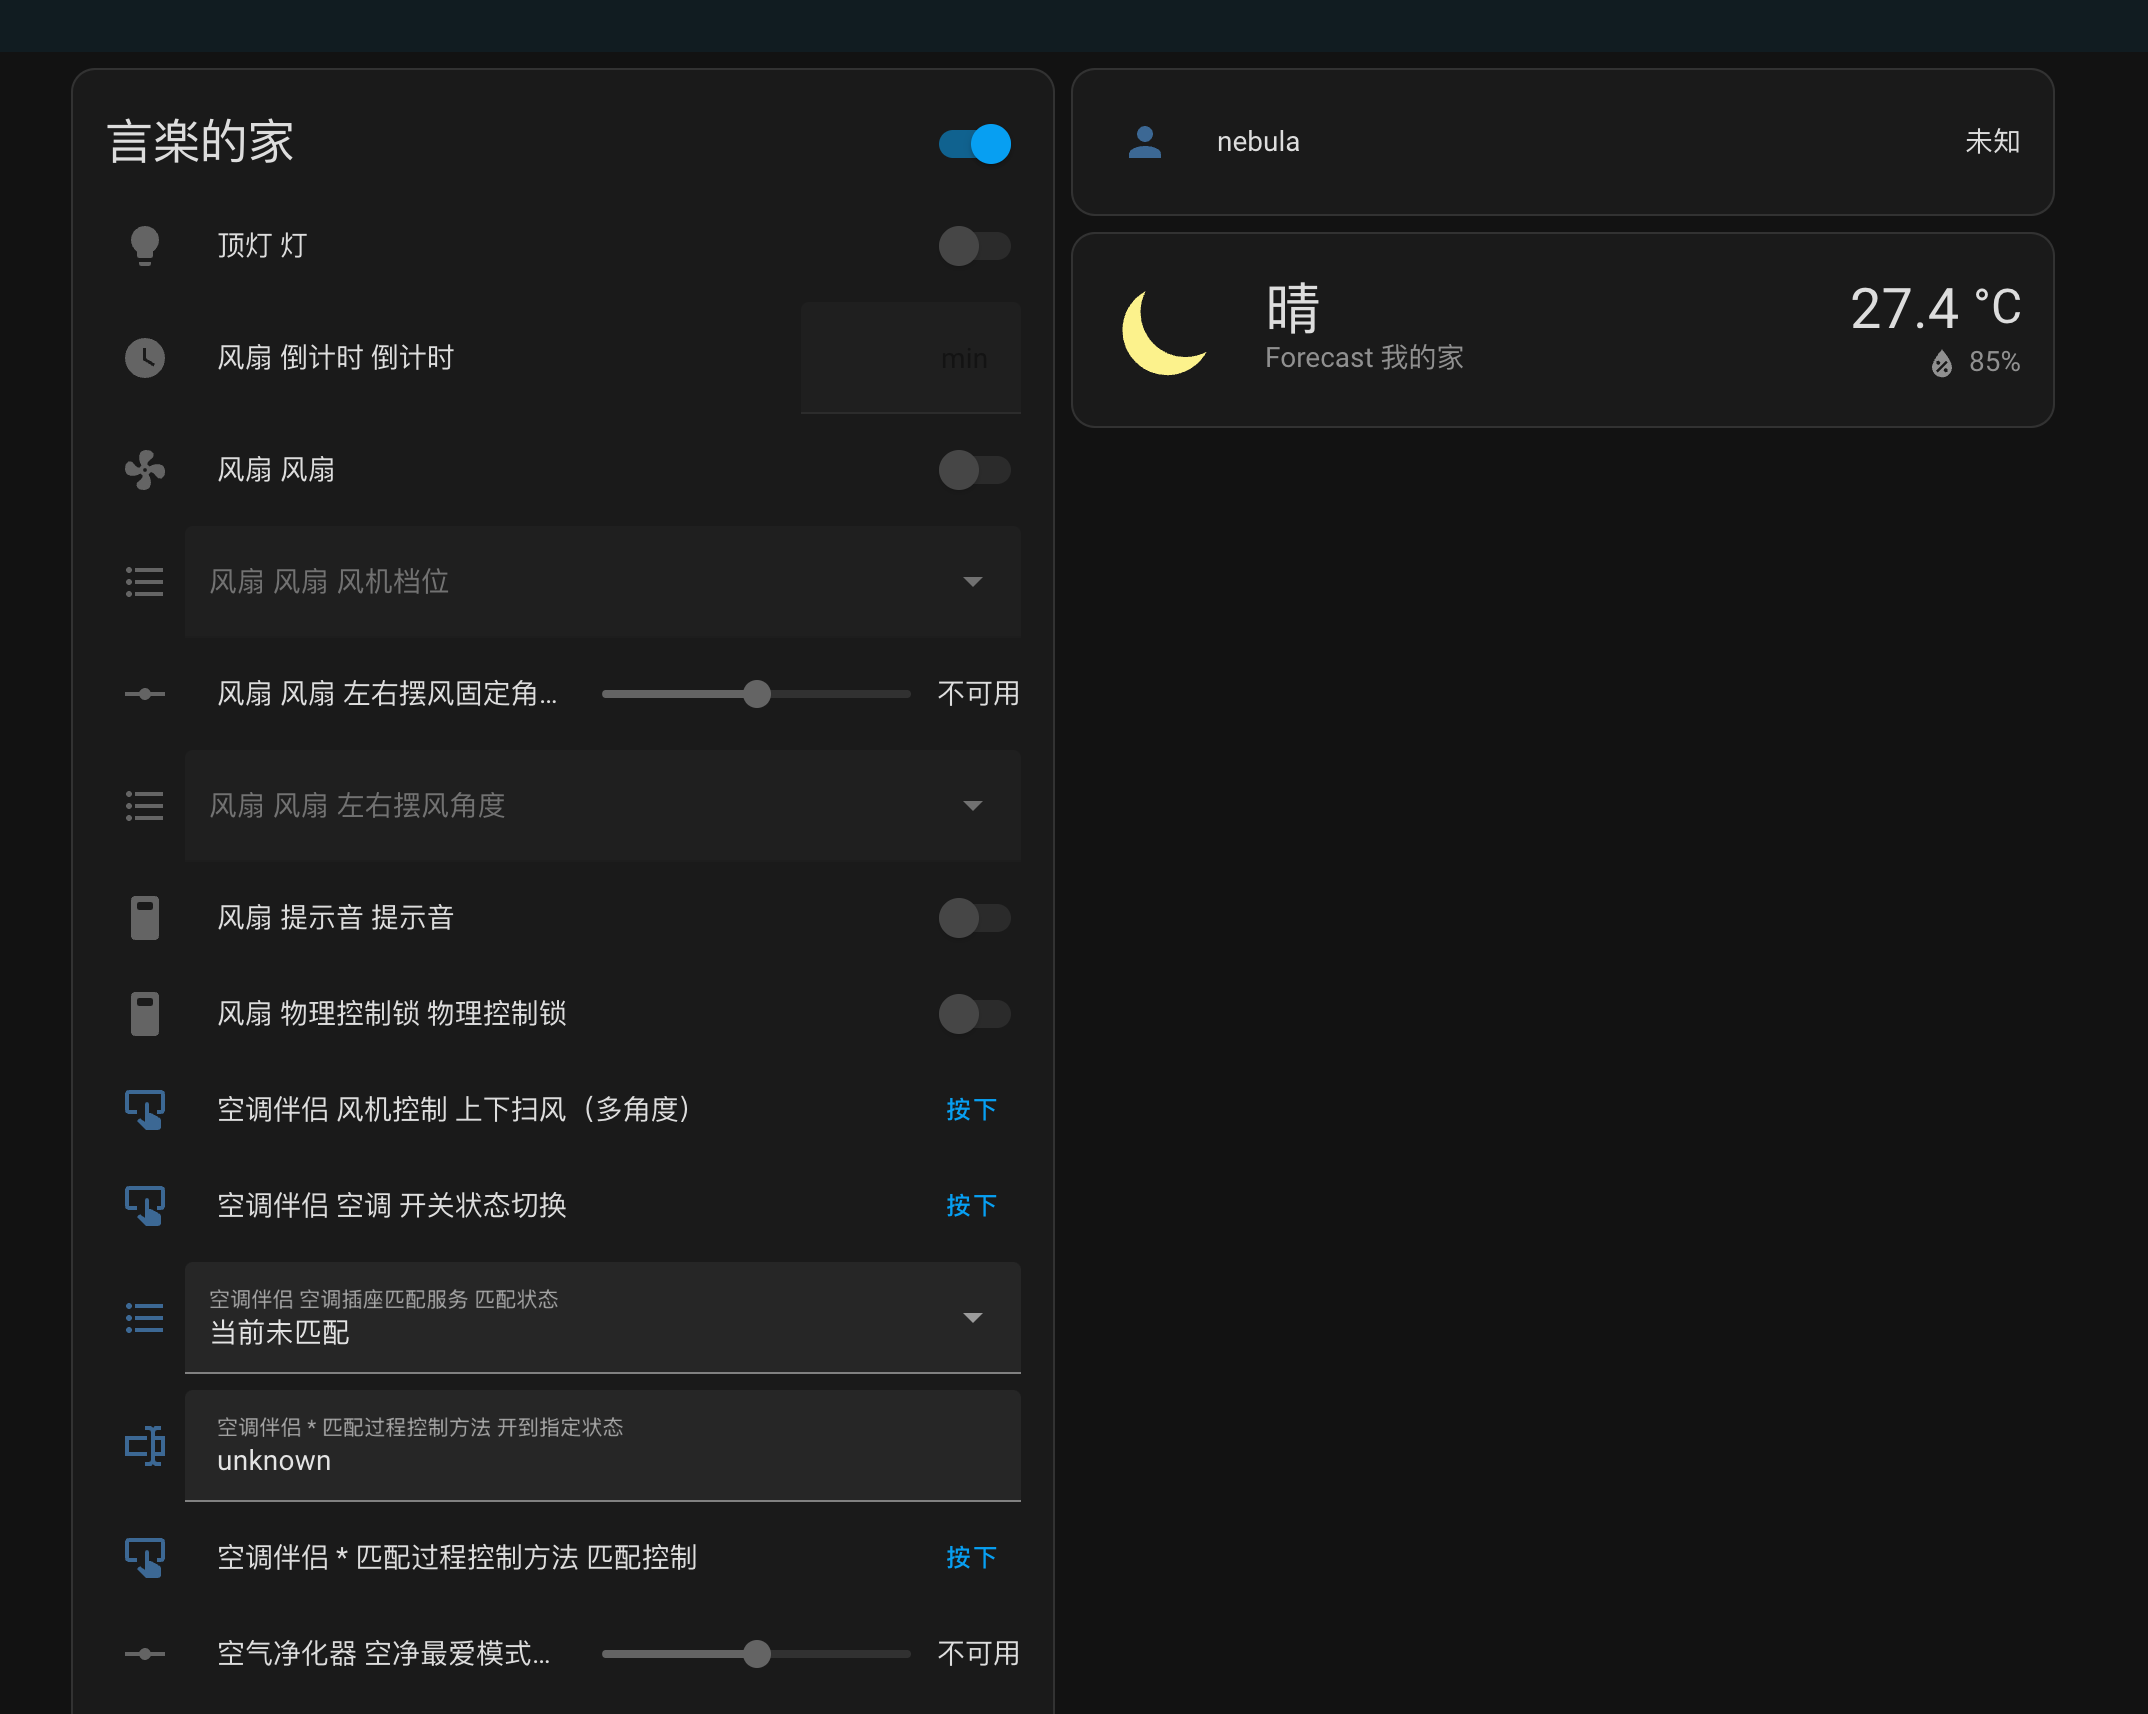 言楽的家
顶灯 灯
风扇 倒计时 倒计时
min
风扇 风扇
风扇 风扇 风机档位
风扇 风扇 左右摆风固定角...
不可用
风扇 风扇 左右摆风角度
风扇 提示音 提示音
风扇 物理控制锁 物理控制锁
空调伴侣 风机控制 上下扫风（多角度）
按下
空调伴侣 空调 开关状态切换
按下
空调伴侣 空调插座匹配服务 匹配状态
当前未匹配
空调伴侣 * 匹配过程控制方法 开到指定状态
unknown
空调伴侣 * 匹配过程控制方法 匹配控制
按下
空气净化器 空净最爱模式...
不可用
nebula
未知
晴
Forecast 我的家
27.4 °C
85%